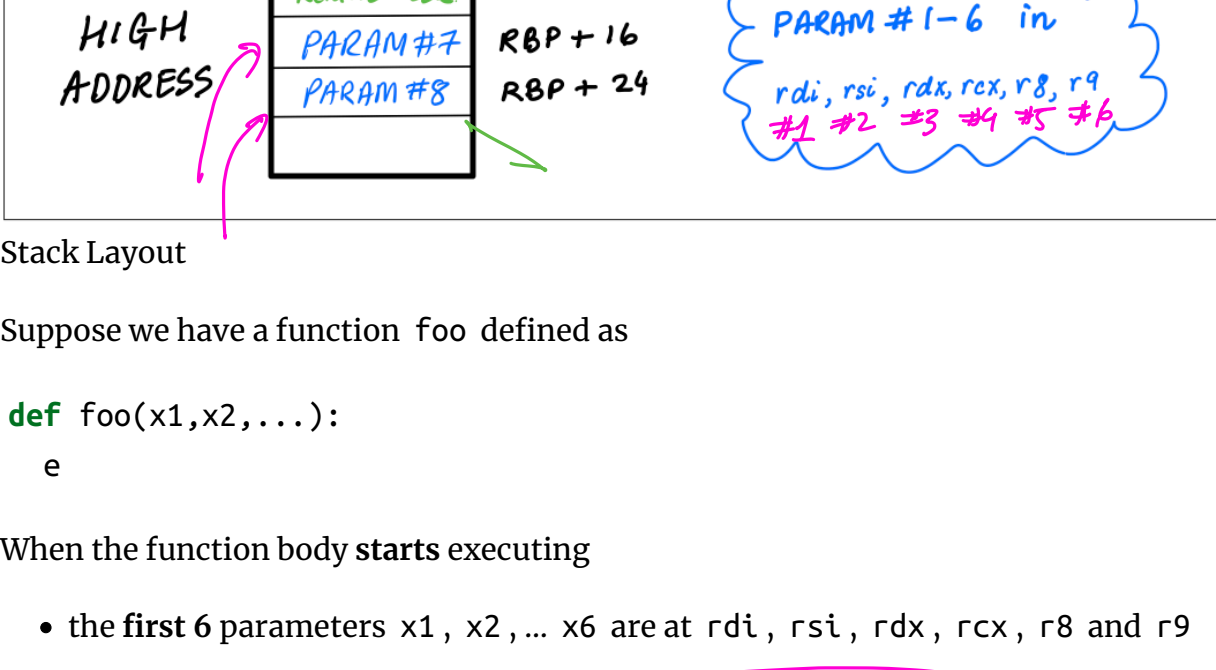 HIGH
ADDRESS
PARAM #7 RBP + 16
PARAM #8 RBP + 24
PARAM # 1-6 in
rdi, rsi, rdx, rcx, r8, r9
#1 #2 #3 #4 #5 #6
Stack Layout
Suppose we have a function foo defined as
def foo(x1,x2,...):
e
When the function body starts executing
• the first 6 parameters x1, x2, ... x6 are at rdi, rsi, rdx, rcx, r8 and r9